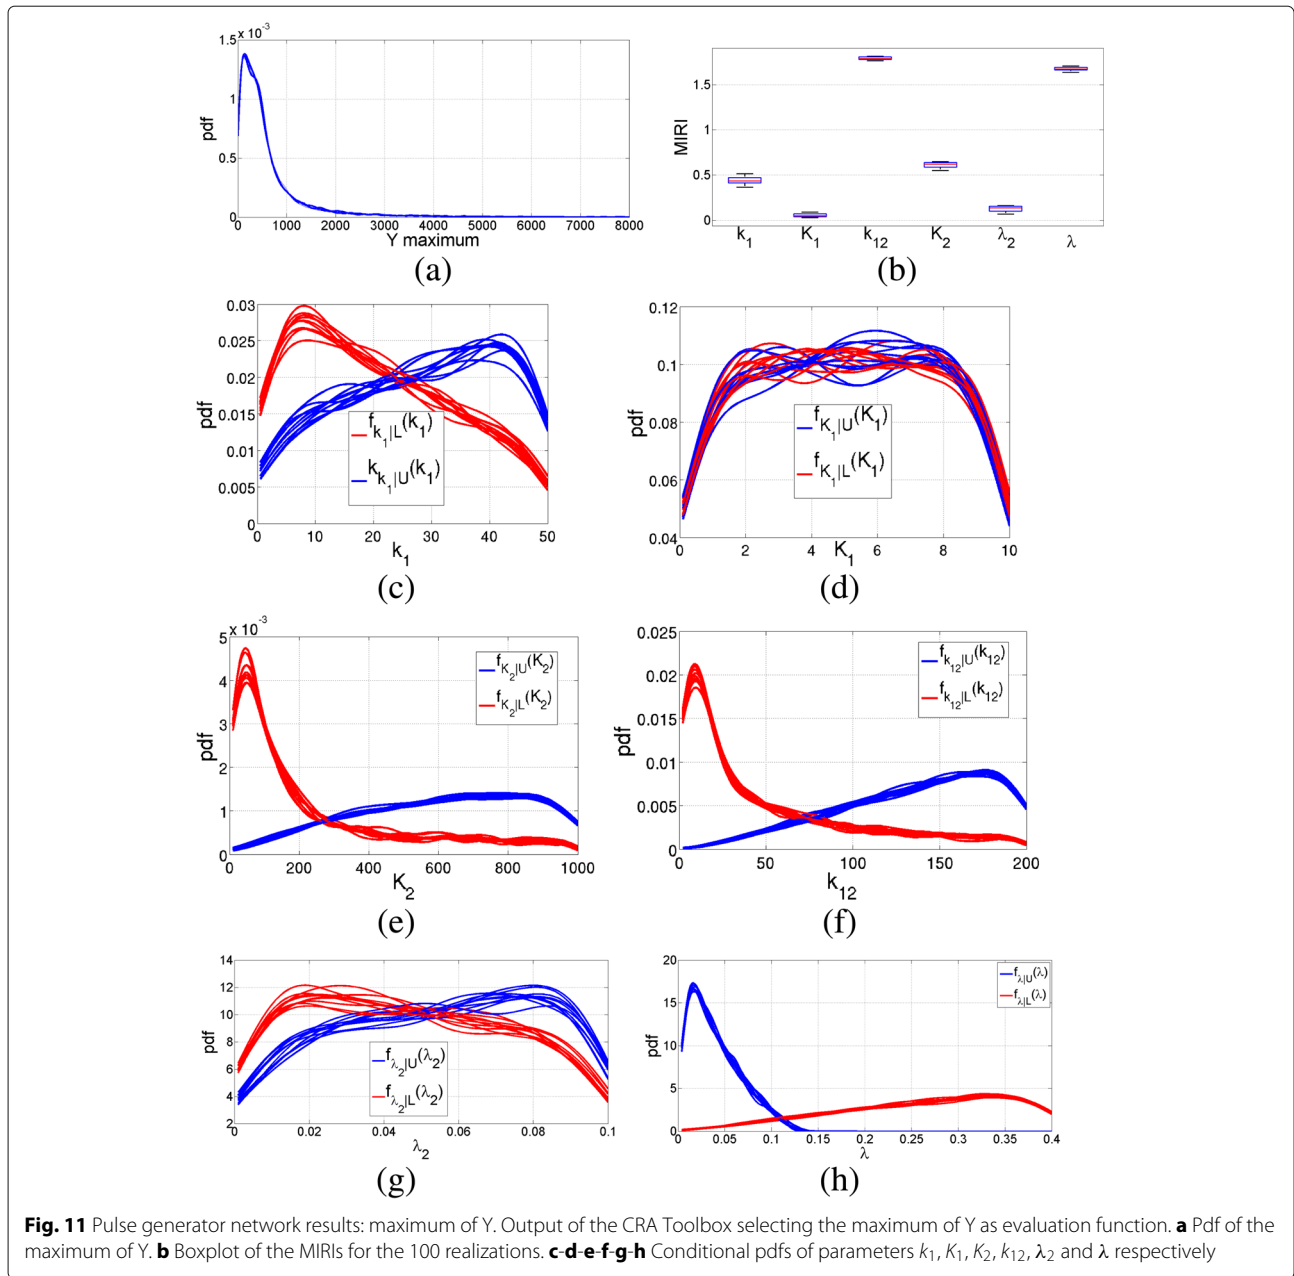 1.5 x 10⁻³
1
0.5
0
pdf
0 1000 2000 3000 4000 5000 6000 7000 8000
Y maximum
(a)
1.5
1
0.5
0
MIRI
k₁ K₁ k₁₂ K₂ λ₂ λ
(b)
0.03
0.025
0.02
0.015
0.01
0.005
0
pdf
f_{k₁|L}(k₁)
k_{k₁|U}(k₁)
0 10 20 30 40 50
k₁
(c)
0.12
0.1
0.08
0.06
0.04
pdf
f_{K₁|U}(K₁)
f_{K₁|L}(K₁)
0 2 4 6 8 10
K₁
(d)
5 x 10⁻³
4
3
2
1
0
pdf
f_{K₂|U}(K₂)
f_{K₂|L}(K₂)
0 200 400 600 800 1000
K₂
(e)
0.025
0.02
0.015
0.01
0.005
0
pdf
f_{k₁₂|U}(k₁₂)
f_{k₁₂|L}(k₁₂)
0 50 100 150 200
k₁₂
(f)
14
12
10
8
6
4
2
pdf
f_{λ₂|U}(λ₂)
f_{λ₂|L}(λ₂)
0 0.02 0.04 0.06 0.08 0.1
λ₂
(g)
20
15
10
5
0
pdf
f_{λ|U}(λ)
f_{λ|L}(λ)
0 0.05 0.1 0.15 0.2 0.25 0.3 0.35 0.4
λ
(h)
Fig. 11 Pulse generator network results: maximum of Y. Output of the CRA Toolbox selecting the maximum of Y as evaluation function. a Pdf of the
maximum of Y. b Boxplot of the MIRIs for the 100 realizations. c-d-e-f-g-h Conditional pdfs of parameters k₁, K₁, K₂, k₁₂, λ₂ and λ respectively